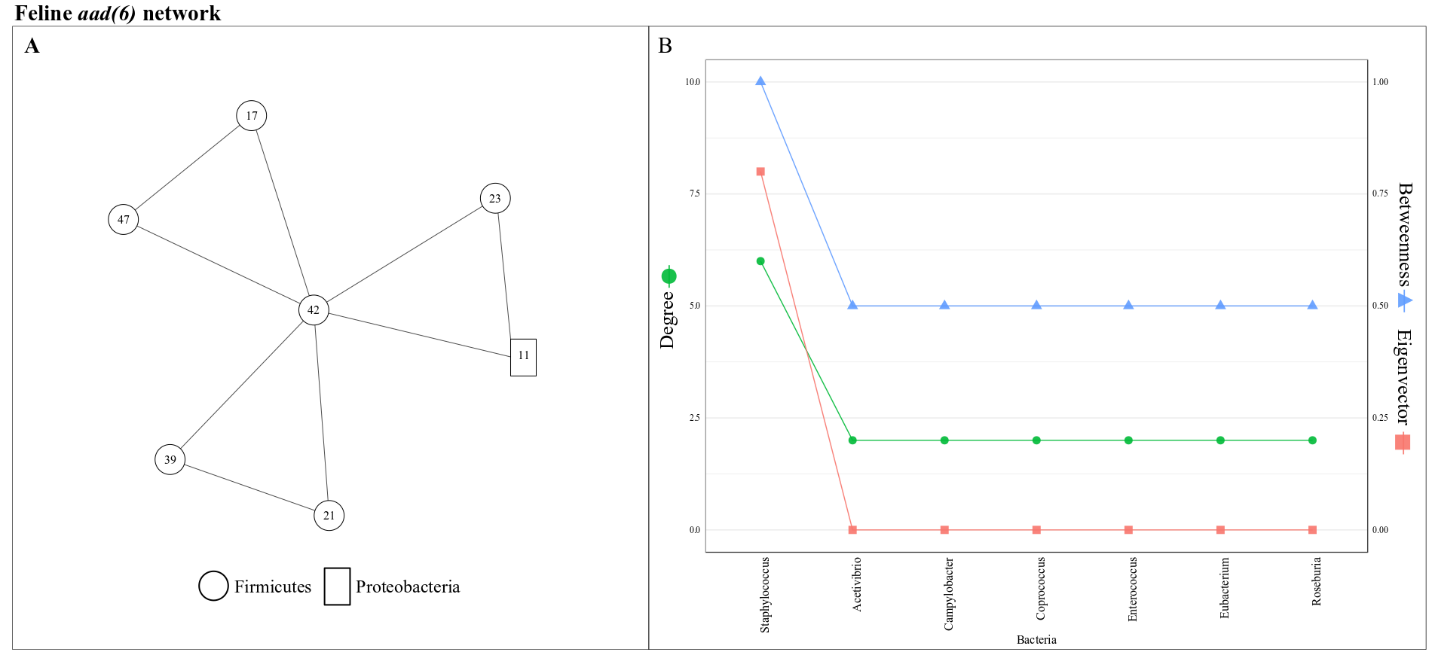 Feline aad(6) network
A
17
23
47
42
11
39
21
Firmicutes
Proteobacteria
B
10.0
7.5
5.0
2.5
0.0
Degree
1.00
0.75
0.50
0.25
0.00
Betweenness
Eigenvector
Staphylococcus
Acetivibrio
Campylobacter
Coprococcus
Enterococcus
Eubacterium
Roseburia
Bacteria